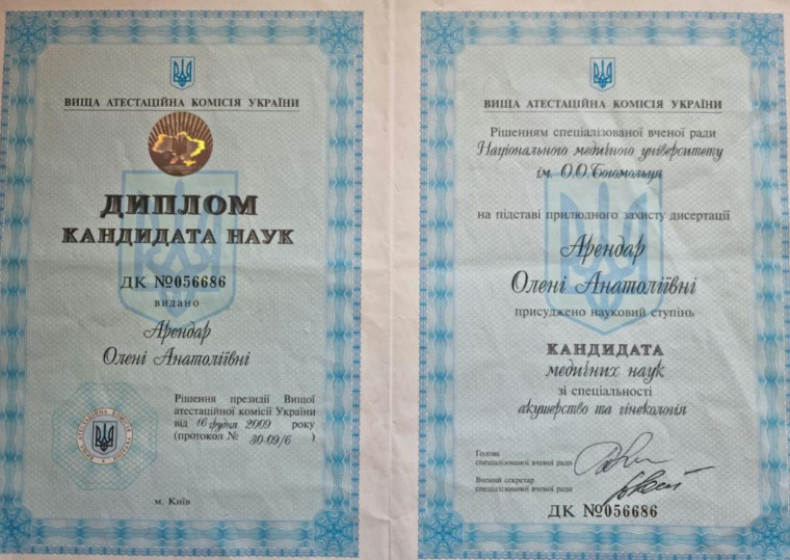 ВИЩА АТЕСТАЦІЙНА КОМІСІЯ УКРАЇНИ
ДИПЛОМ
КАНДИДАТА НАУК
ДК №056686
видано
Арендар
Олені Анатоліївні
Рішення президії Вищої
атестаційної комісії України
від 16 грудня 2009 року
(протокол № 30.09/6 )
м. Київ
ВИЩА АТЕСТАЦІЙНА КОМІСІЯ УКРАЇНИ
Рішенням спеціалізованої вченої ради
Національного медичного університету
ім. О.О.Богомольця
на підставі прилюдного захисту дисертації
Арендар
Олені Анатоліївні
присуджено науковий ступінь
КАНДИДАТА
медичних наук
зі спеціальності
акушерство та гінекологія
Голова
спеціалізованої вченої ради
Вчений секретар
спеціалізованої вченої ради
ДК №056686